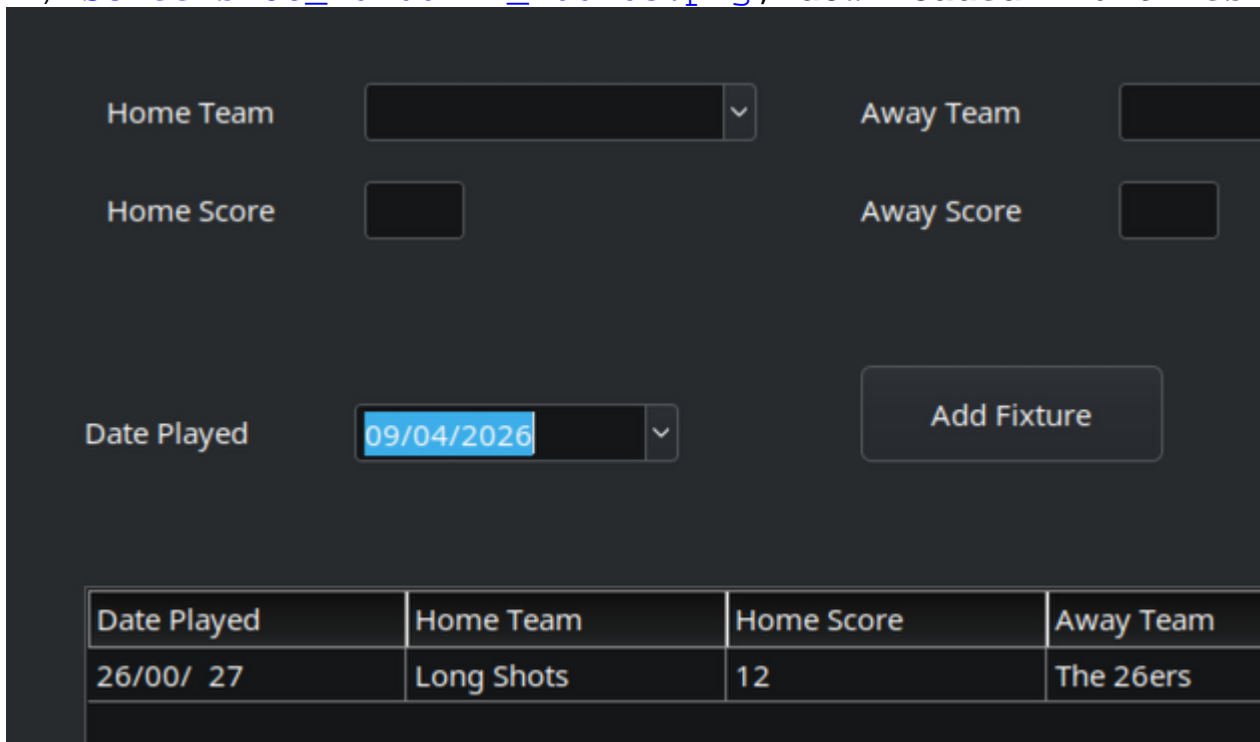 Home Team Away Team
Home Score Away Score
Date Played 09/04/2026 Add Fixture
Date Played Home Team Home Score Away Team
26/00/ 27 Long Shots 12 The 26ers